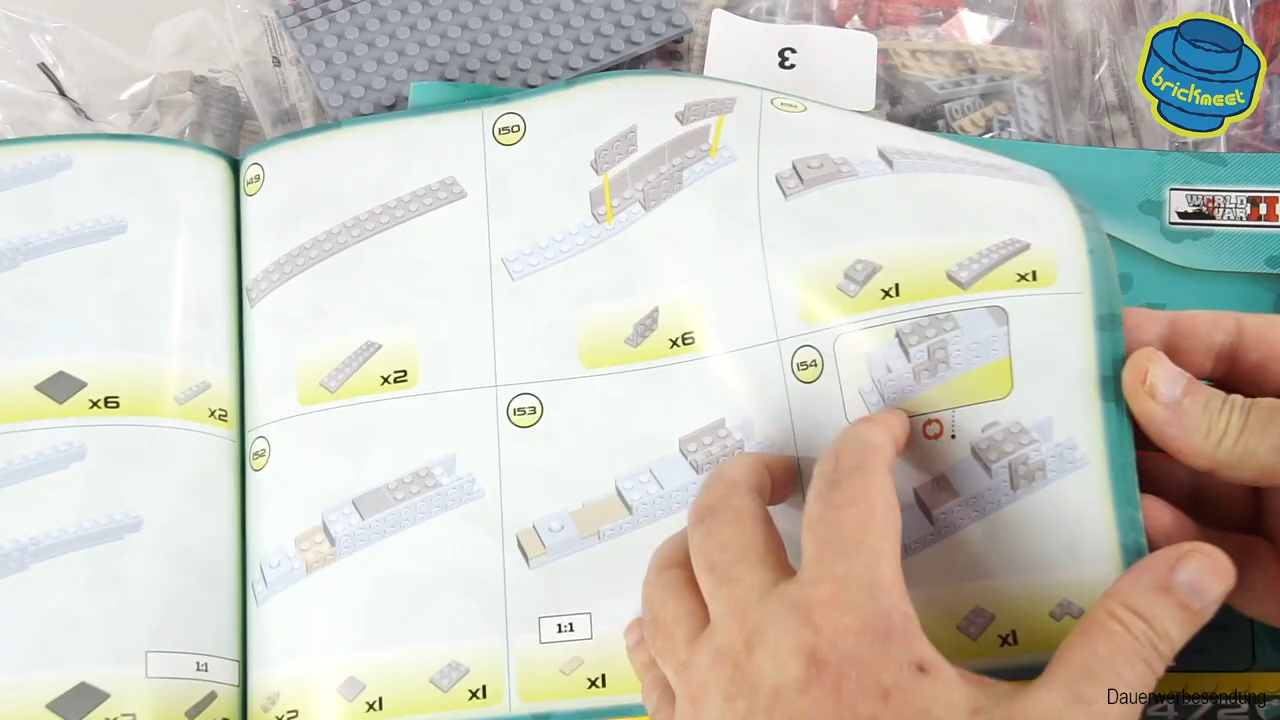 3
brickmeet
WORLD
WAR II
149
150
x2
x6
x1
x1
x6
x2
152
153
154
1:1
1:1
x2
x1
x1
x1
x1
Dauerwerbesendung